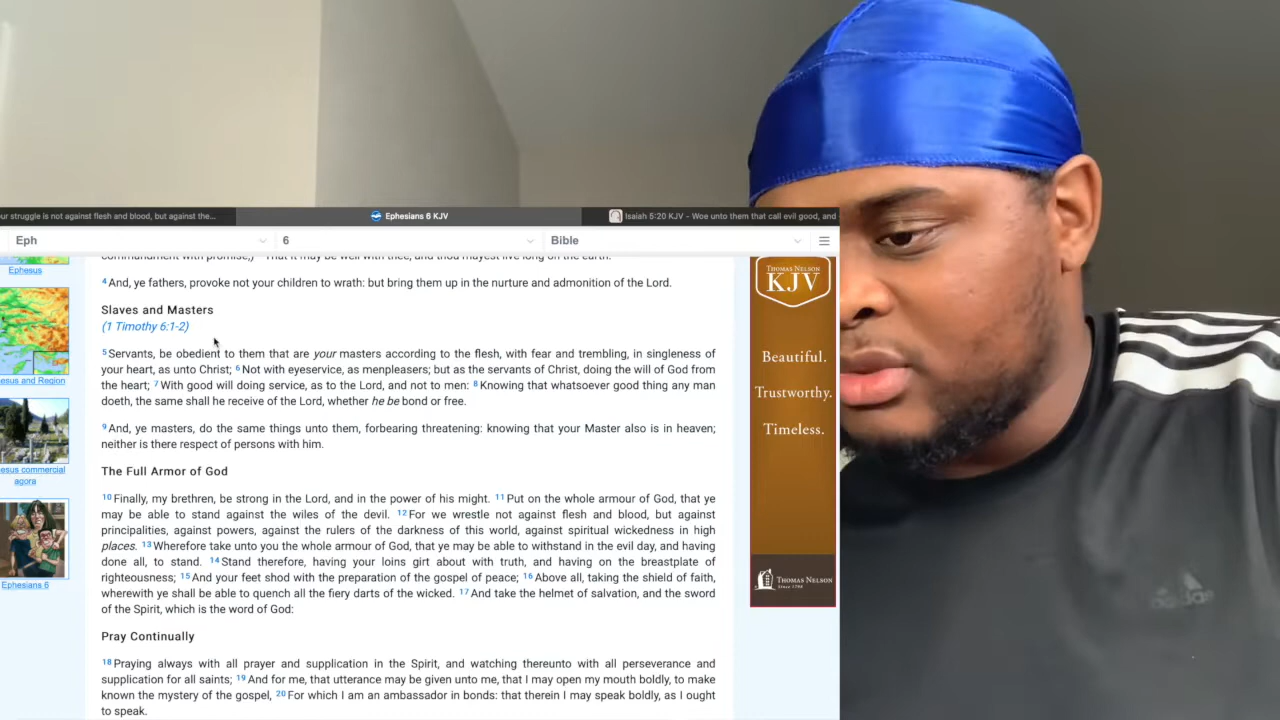 ur struggle is not against flesh and blood, but against the...
Ephesians 6 KJV
Isaiah 5:20 KJV - Woe unto them that call evil good, and
Eph
6
Bible
commandment with promise;) That it may be well with thee, and thou mayest live long on the earth.
Ephesus
4 And, ye fathers, provoke not your children to wrath: but bring them up in the nurture and admonition of the Lord.
Slaves and Masters
(1 Timothy 6:1-2)
5 Servants, be obedient to them that are your masters according to the flesh, with fear and trembling, in singleness of
your heart, as unto Christ; 6 Not with eyeservice, as menpleasers; but as the servants of Christ, doing the will of God from
the heart; 7 With good will doing service, as to the Lord, and not to men: 8 Knowing that whatsoever good thing any man
doeth, the same shall he receive of the Lord, whether he be bond or free.
esus and Region
9 And, ye masters, do the same things unto them, forbearing threatening: knowing that your Master also is in heaven;
neither is there respect of persons with him.
esus commercial
agora
The Full Armor of God
10 Finally, my brethren, be strong in the Lord, and in the power of his might. 11 Put on the whole armour of God, that ye
may be able to stand against the wiles of the devil. 12 For we wrestle not against flesh and blood, but against
principalities, against powers, against the rulers of the darkness of this world, against spiritual wickedness in high
places. 13 Wherefore take unto you the whole armour of God, that ye may be able to withstand in the evil day, and having
done all, to stand. 14 Stand therefore, having your loins girt about with truth, and having on the breastplate of
righteousness; 15 And your feet shod with the preparation of the gospel of peace; 16 Above all, taking the shield of faith,
wherewith ye shall be able to quench all the fiery darts of the wicked. 17 And take the helmet of salvation, and the sword
of the Spirit, which is the word of God:
Ephesians 6
Pray Continually
18 Praying always with all prayer and supplication in the Spirit, and watching thereunto with all perseverance and
supplication for all saints; 19 And for me, that utterance may be given unto me, that I may open my mouth boldly, to make
known the mystery of the gospel, 20 For which I am an ambassador in bonds: that therein I may speak boldly, as I ought
to speak.
THOMAS NELSON
KJV
Beautiful.
Trustworthy.
Timeless.
THOMAS NELSON
Since 1798
adidas